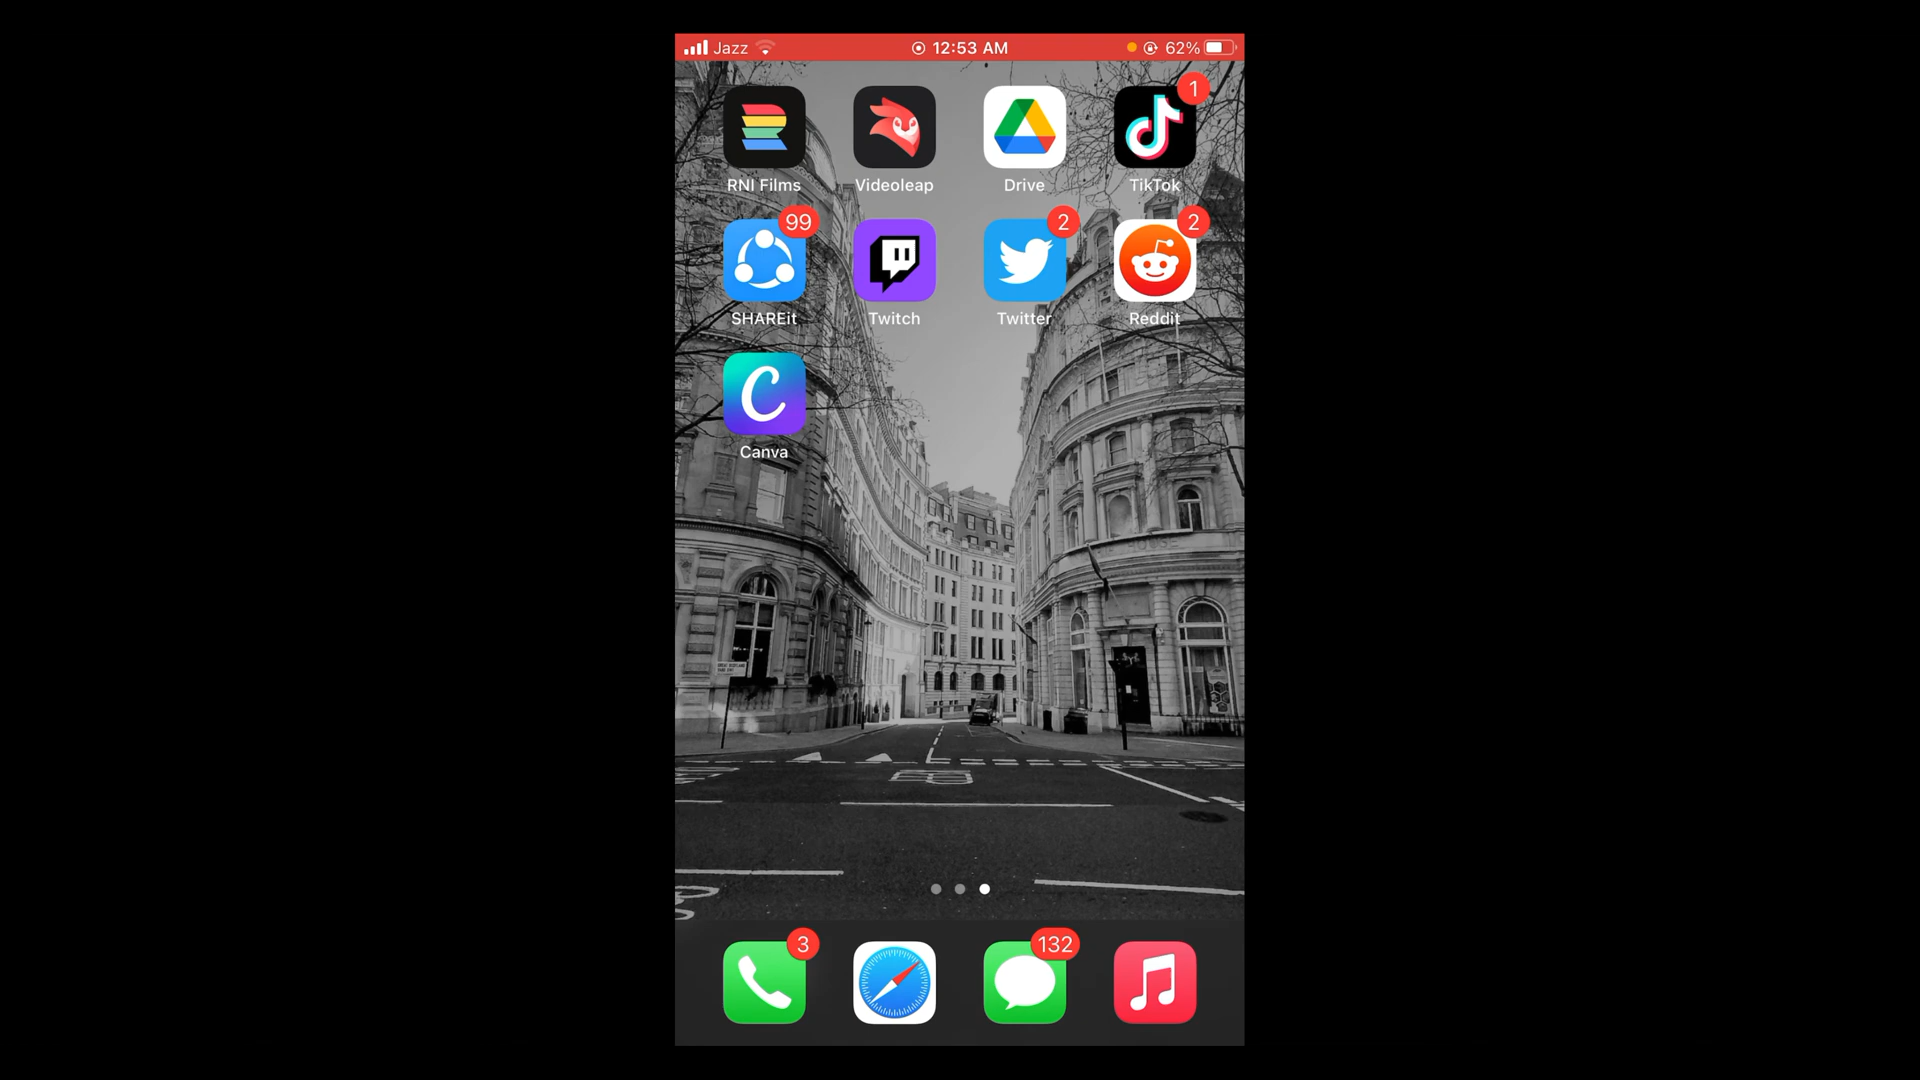 Jazz 12:53 AM 62%
1
RNI Films Videoleap Drive TikTok
99 2 2
SHAREit Twitch Twitter Reddit
C
Canva
3 132